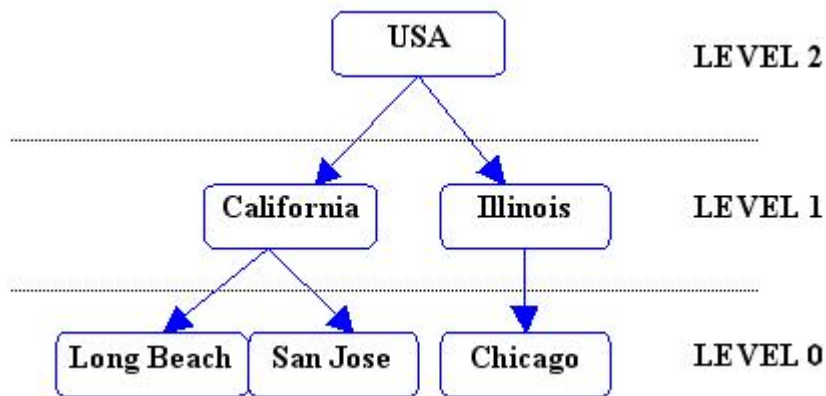 USA
LEVEL 2
California
Illinois
LEVEL 1
Long Beach
San Jose
Chicago
LEVEL 0